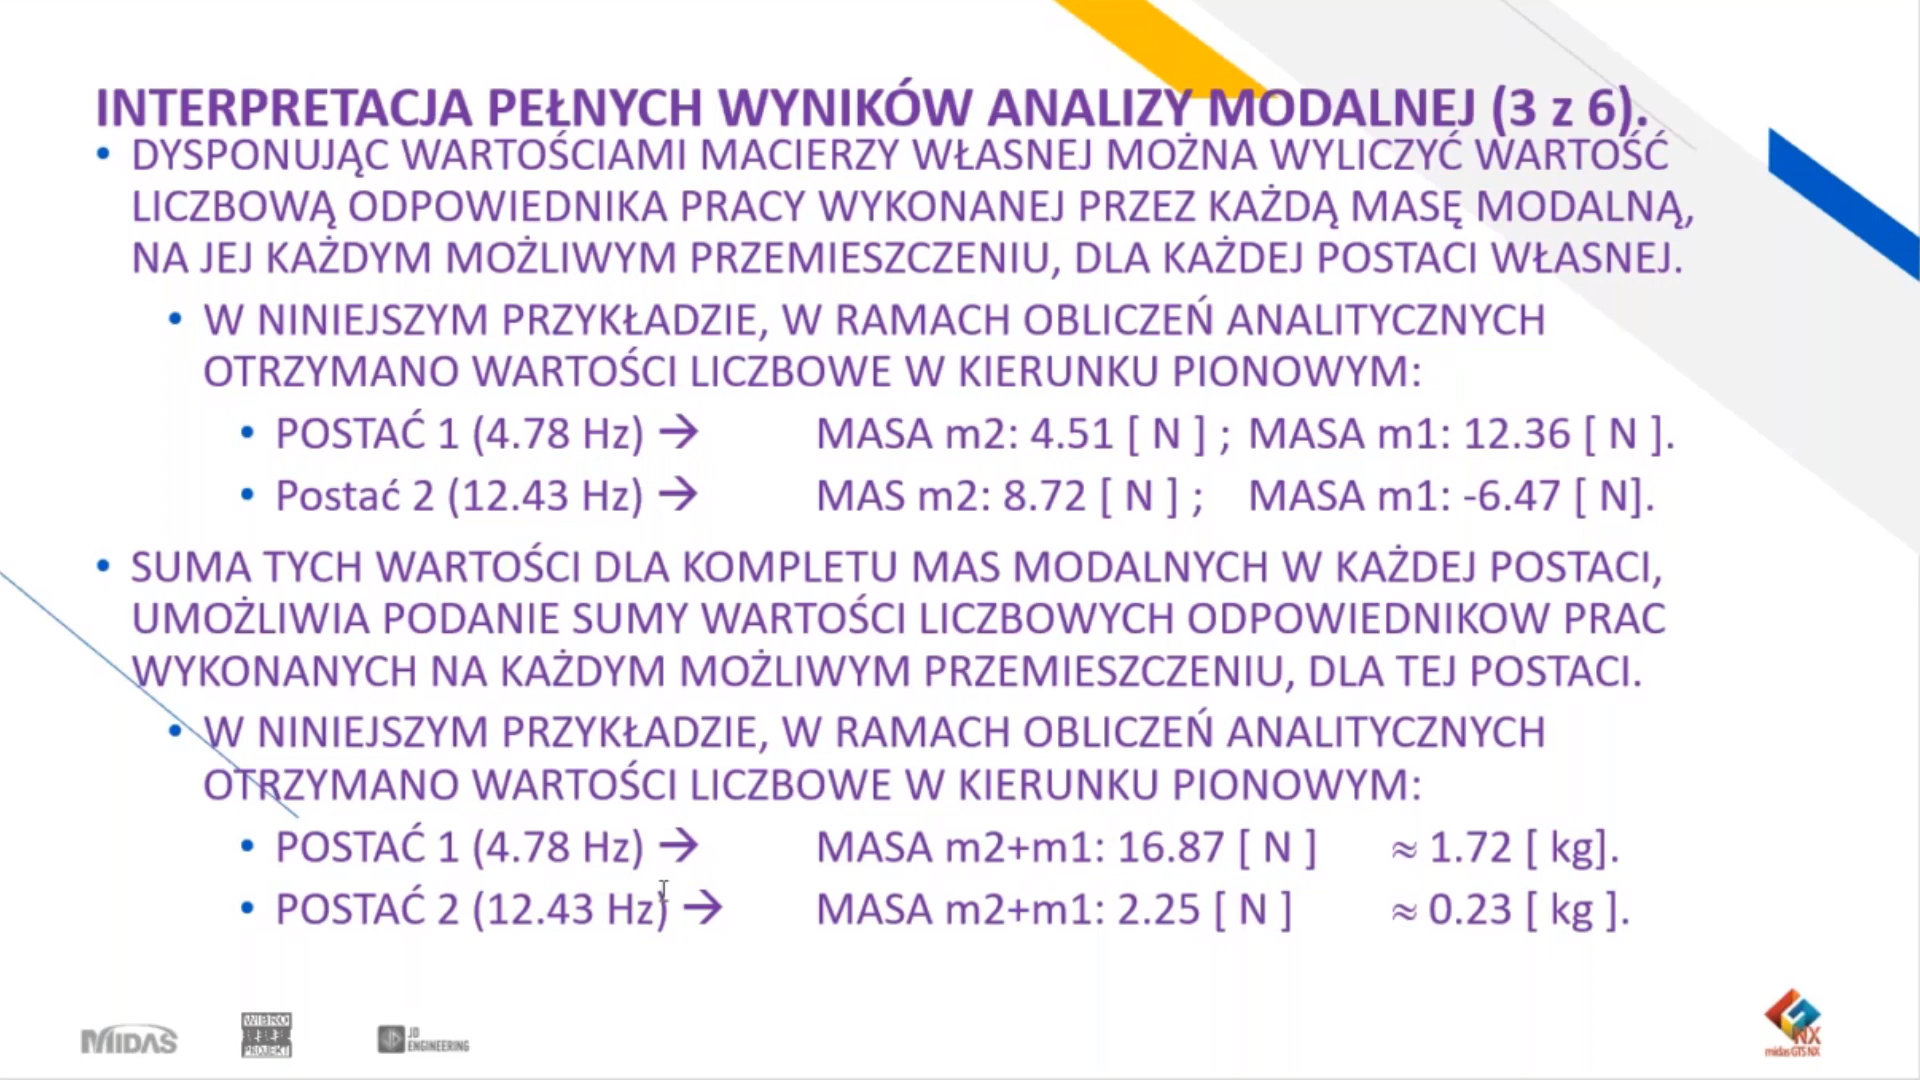 INTERPRETACJA PEŁNYCH WYNIKÓW ANALIZY MODALNEJ (3 z 6).
• DYSPONUJĄC WARTOŚCIAMI MACIERZY WŁASNEJ MOŻNA WYLICZYĆ WARTOŚĆ
LICZBOWĄ ODPOWIEDNIKA PRACY WYKONANEJ PRZEZ KAŻDĄ MASĘ MODALNĄ,
NA JEJ KAŻDYM MOŻLIWYM PRZEMIESZCZENIU, DLA KAŻDEJ POSTACI WŁASNEJ.
• W NINIEJSZYM PRZYKŁADZIE, W RAMACH OBLICZEŃ ANALITYCZNYCH
OTRZYMANO WARTOŚCI LICZBOWE W KIERUNKU PIONOWYM:
• POSTAĆ 1 (4.78 Hz) → MASA m2: 4.51 [ N ] ; MASA m1: 12.36 [ N ].
• Postać 2 (12.43 Hz) → MAS m2: 8.72 [ N ] ; MASA m1: -6.47 [ N].
• SUMA TYCH WARTOŚCI DLA KOMPLETU MAS MODALNYCH W KAŻDEJ POSTACI,
UMOŻLIWIA PODANIE SUMY WARTOŚCI LICZBOWYCH ODPOWIEDNIKOW PRAC
WYKONANYCH NA KAŻDYM MOŻLIWYM PRZEMIESZCZENIU, DLA TEJ POSTACI.
• W NINIEJSZYM PRZYKŁADZIE, W RAMACH OBLICZEŃ ANALITYCZNYCH
OTRZYMANO WARTOŚCI LICZBOWE W KIERUNKU PIONOWYM:
• POSTAĆ 1 (4.78 Hz) → MASA m2+m1: 16.87 [ N ] ≈ 1.72 [ kg].
• POSTAĆ 2 (12.43 Hz) → MASA m2+m1: 2.25 [ N ] ≈ 0.23 [ kg ].
MIDAS
WIBRO
PROJEKT
JD
ENGINEERING
NX
midas GTS NX